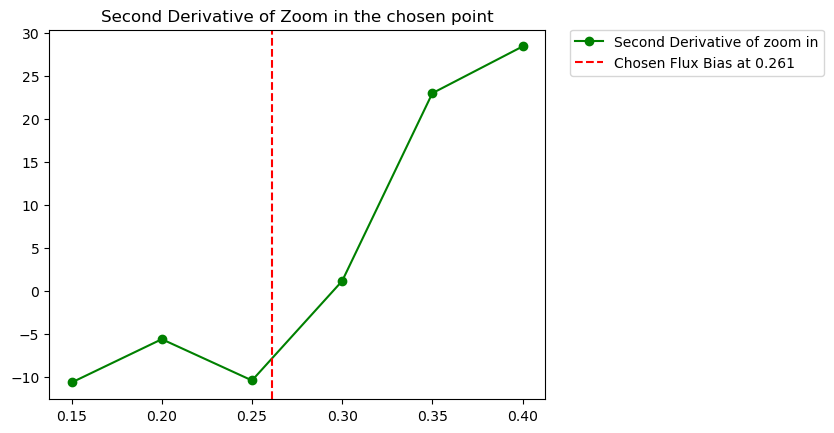 Second Derivative of Zoom in the chosen point
Second Derivative of zoom in
Chosen Flux Bias at 0.261
30
25
20
15
10
5
0
−5
−10
0.15 0.20 0.25 0.30 0.35 0.40